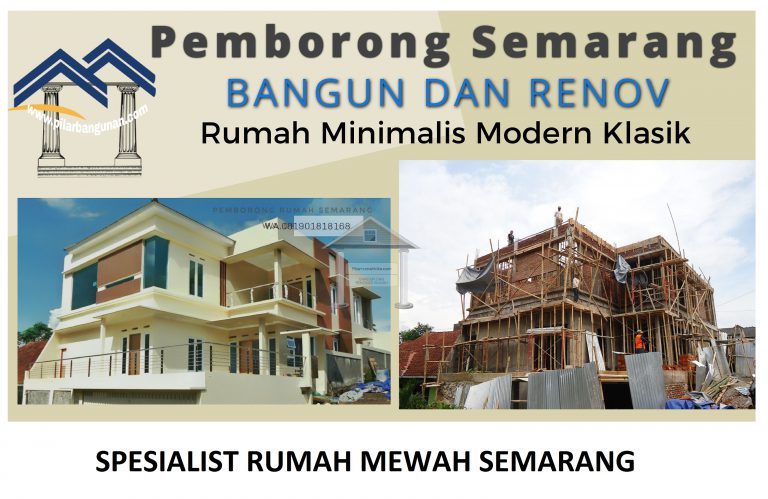 Pemborong Semarang
BANGUN DAN RENOV
Rumah Minimalis Modern Klasik
www.pilarbangunan.com
PEMBORONG RUMAH SEMARANG
WA.081901818168
SPESIALIST RUMAH MEWAH SEMARANG